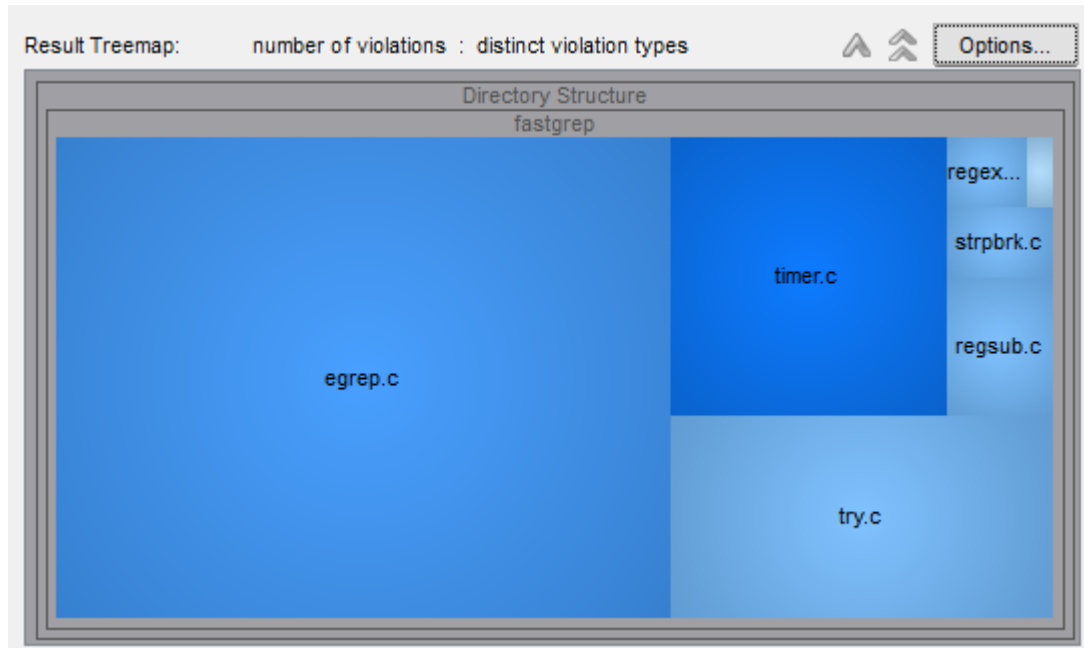 Result Treemap: number of violations : distinct violation types Options...
Directory Structure
fastgrep
regex...
strpbrk.c
timer.c
regsub.c
egrep.c
try.c